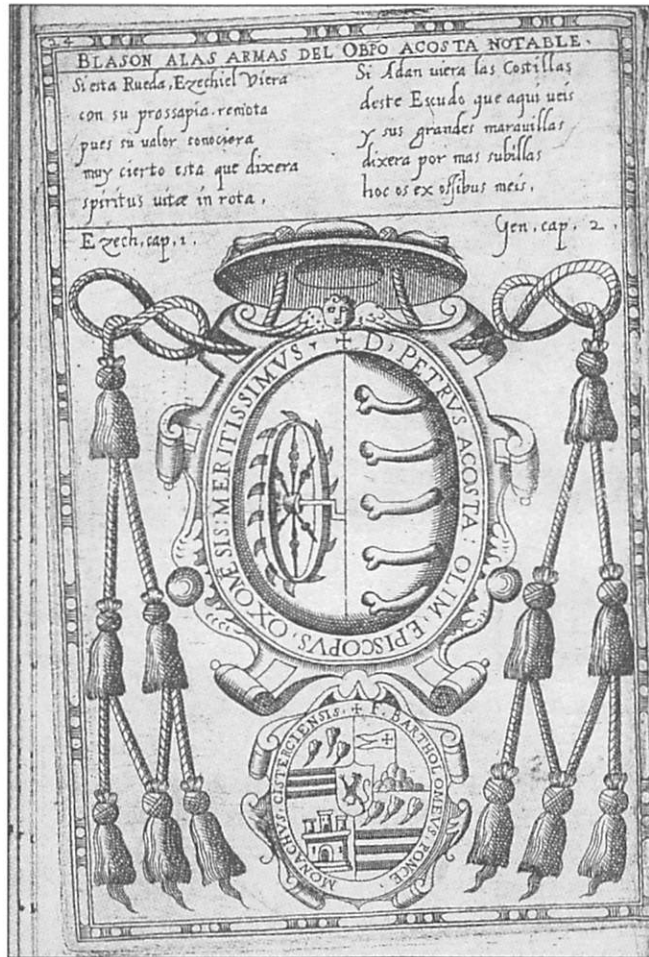 24
BLASON ALAS ARMAS DEL OBPO ACOSTA NOTABLE.
Si esta Rueda, Ezechiel Viera
con su prossapia remota
pues su valor conociera
muy cierto esta que dixera
spiritus uitæ in rota.
Ezech. cap. 1.
Si Adan uiera las Costillas
deste Escudo que aqui ueis
y sus grandes marauillas
dixera por mas subillas
hoc os ex ossibus meis.
Gen. cap. 2.
+ D. PETRVS ACOSTA: OLIM. EPISCOPVS. OXOMĒSIS: MERITISSIMVS.
+ F. BARTHOLOMEVS PONCE. MONACHVS CISTERCIENSIS.